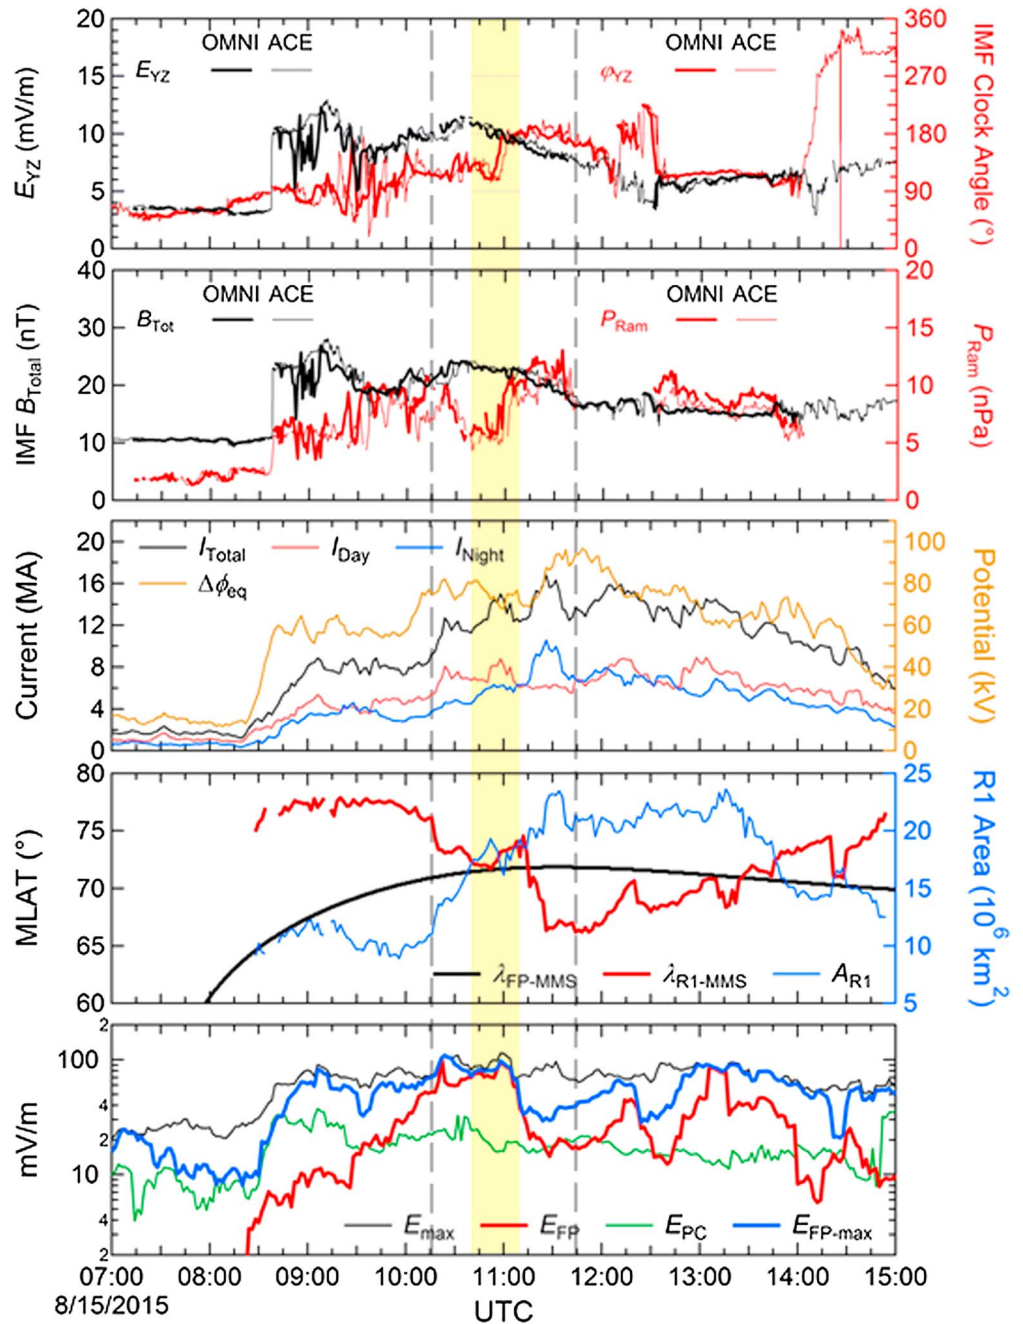 20
15
10
5
0
E_YZ (mV/m)
OMNI ACE
E_YZ
OMNI ACE
φ_YZ
360
270
180
90
0
IMF Clock Angle (°)
40
30
20
10
0
IMF B_Total (nT)
OMNI ACE
B_Tot
OMNI ACE
P_Ram
20
15
10
5
0
P_Ram (nPa)
20
16
12
8
4
0
Current (MA)
I_Total I_Day I_Night
Δϕ_eq
100
80
60
40
20
0
Potential (kV)
80
75
70
65
60
MLAT (°)
λ_FP-MMS λ_R1-MMS A_R1
25
20
15
10
5
R1 Area (10^6 km^2)
2
100
4
2
10
4
2
mV/m
E_max E_FP E_PC E_FP-max
07:00 08:00 09:00 10:00 11:00 12:00 13:00 14:00 15:00
8/15/2015
UTC